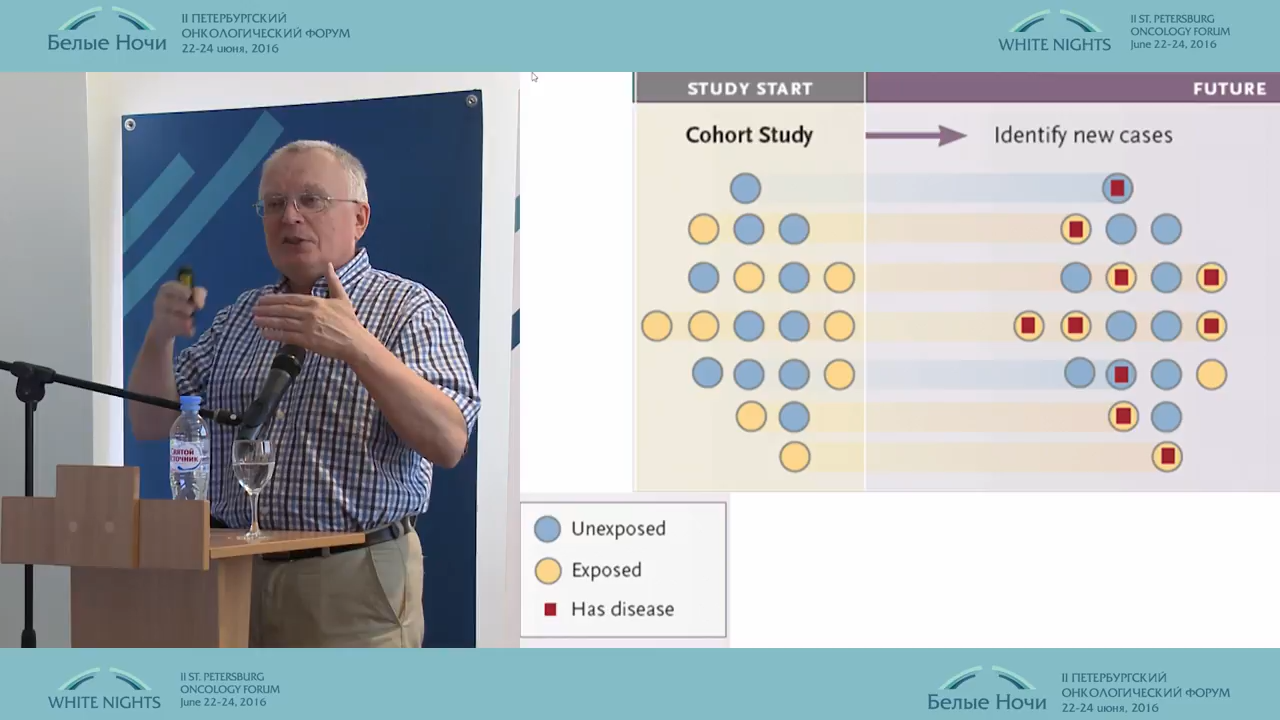 Белые Ночи
II ПЕТЕРБУРГСКИЙ
ОНКОЛОГИЧЕСКИЙ ФОРУМ
22-24 июня, 2016
WHITE NIGHTS
II ST. PETERSBURG
ONCOLOGY FORUM
June 22-24, 2016
STUDY START
FUTURE
Cohort Study
Identify new cases
Unexposed
Exposed
Has disease
WHITE NIGHTS
II ST. PETERSBURG
ONCOLOGY FORUM
June 22-24, 2016
Белые Ночи
II ПЕТЕРБУРГСКИЙ
ОНКОЛОГИЧЕСКИЙ ФОРУМ
22-24 июня, 2016